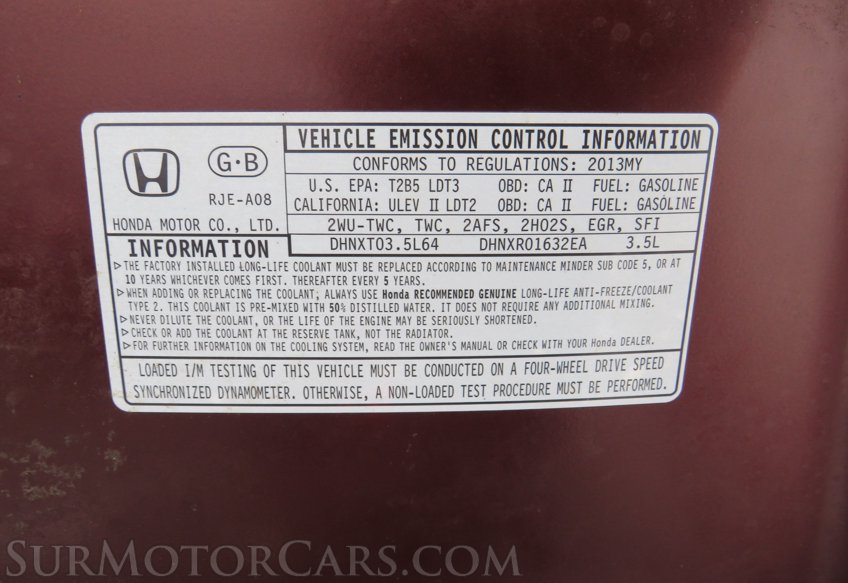 G·B
RJE-A08
HONDA MOTOR CO., LTD.
VEHICLE EMISSION CONTROL INFORMATION
CONFORMS TO REGULATIONS: 2013MY
U.S. EPA: T2B5 LDT3 OBD: CA II FUEL: GASOLINE
CALIFORNIA: ULEV II LDT2 OBD: CA II FUEL: GASOLINE
2WU-TWC, TWC, 2AFS, 2HO2S, EGR, SFI
DHNXT03.5L64 DHNXR01632EA 3.5L
INFORMATION
▷THE FACTORY INSTALLED LONG-LIFE COOLANT MUST BE REPLACED ACCORDING TO MAINTENANCE MINDER SUB CODE 5, OR AT
10 YEARS WHICHEVER COMES FIRST. THEREAFTER EVERY 5 YEARS.
▷WHEN ADDING OR REPLACING THE COOLANT; ALWAYS USE Honda RECOMMENDED GENUINE LONG-LIFE ANTI-FREEZE/COOLANT
TYPE 2. THIS COOLANT IS PRE-MIXED WITH 50% DISTILLED WATER. IT DOES NOT REQUIRE ANY ADDITIONAL MIXING.
▷NEVER DILUTE THE COOLANT, OR THE LIFE OF THE ENGINE MAY BE SERIOUSLY SHORTENED.
▷CHECK OR ADD THE COOLANT AT THE RESERVE TANK, NOT THE RADIATOR.
▷FOR FURTHER INFORMATION ON THE COOLING SYSTEM, READ THE OWNER'S MANUAL OR CHECK WITH YOUR Honda DEALER.
LOADED I/M TESTING OF THIS VEHICLE MUST BE CONDUCTED ON A FOUR-WHEEL DRIVE SPEED
SYNCHRONIZED DYNAMOMETER. OTHERWISE, A NON-LOADED TEST PROCEDURE MUST BE PERFORMED.
SurMotorCars.com